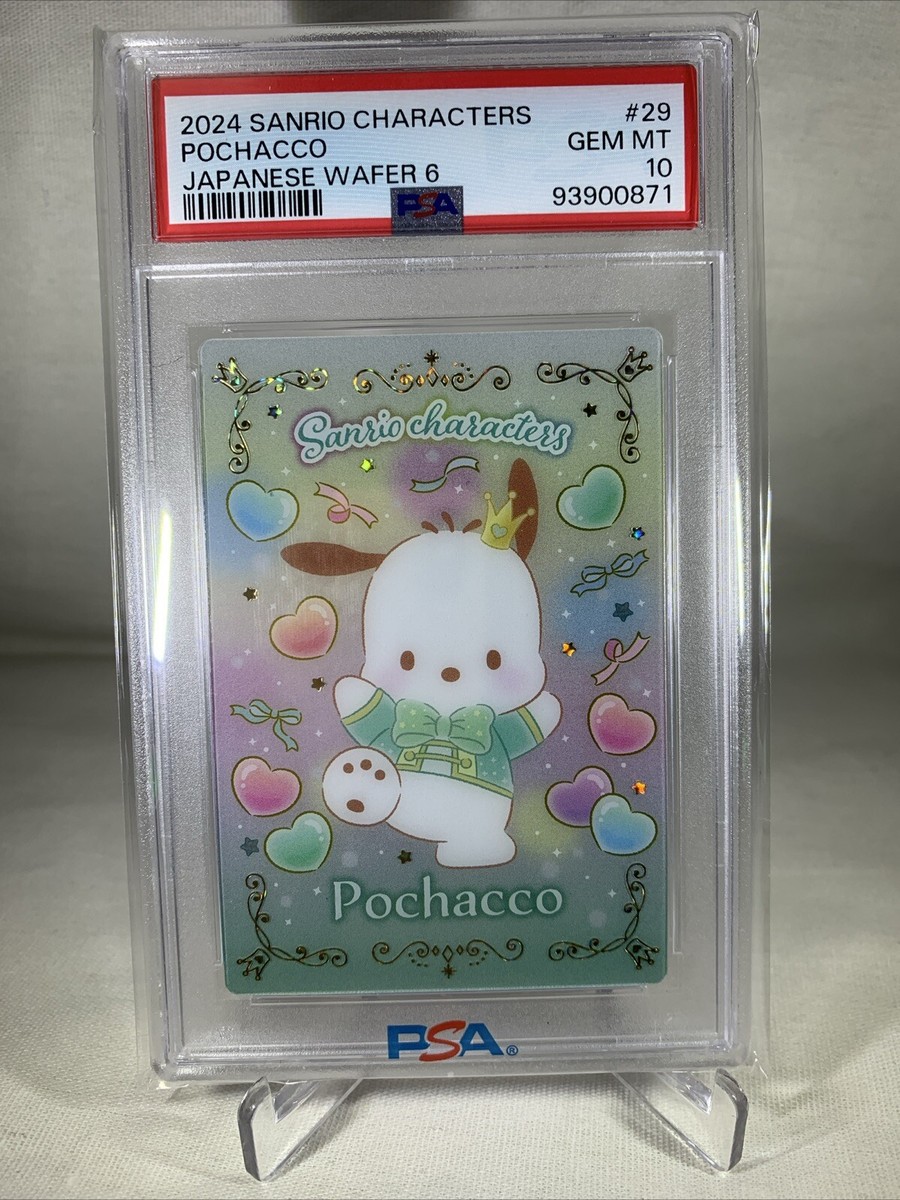 2024 SANRIO CHARACTERS #29
POCHACCO GEM MT
JAPANESE WAFER 6 10
PSA 93900871
Sanrio characters
Pochacco
PSA®